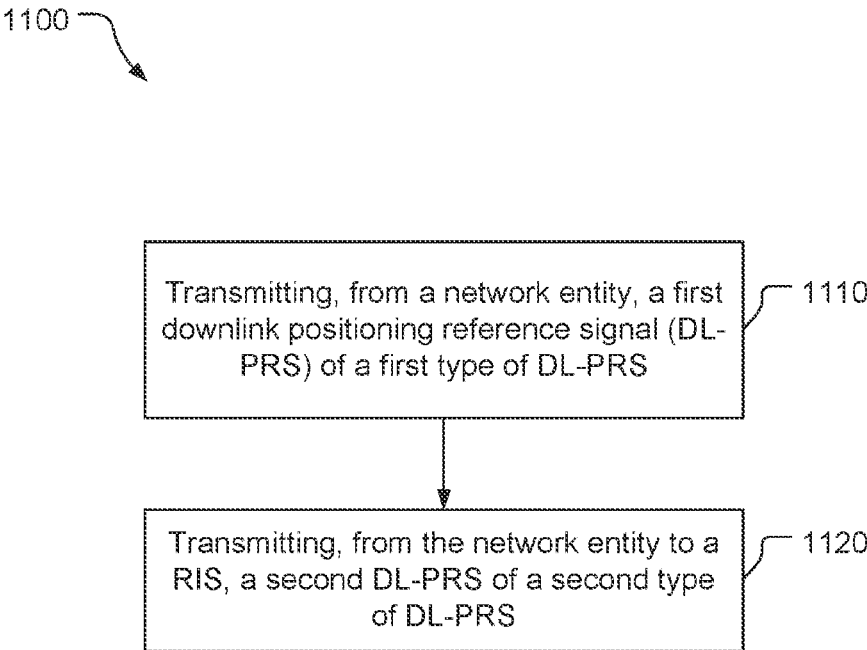 1100
Transmitting, from a network entity, a first
downlink positioning reference signal (DL-
PRS) of a first type of DL-PRS
1110
Transmitting, from the network entity to a
RIS, a second DL-PRS of a second type
of DL-PRS
1120